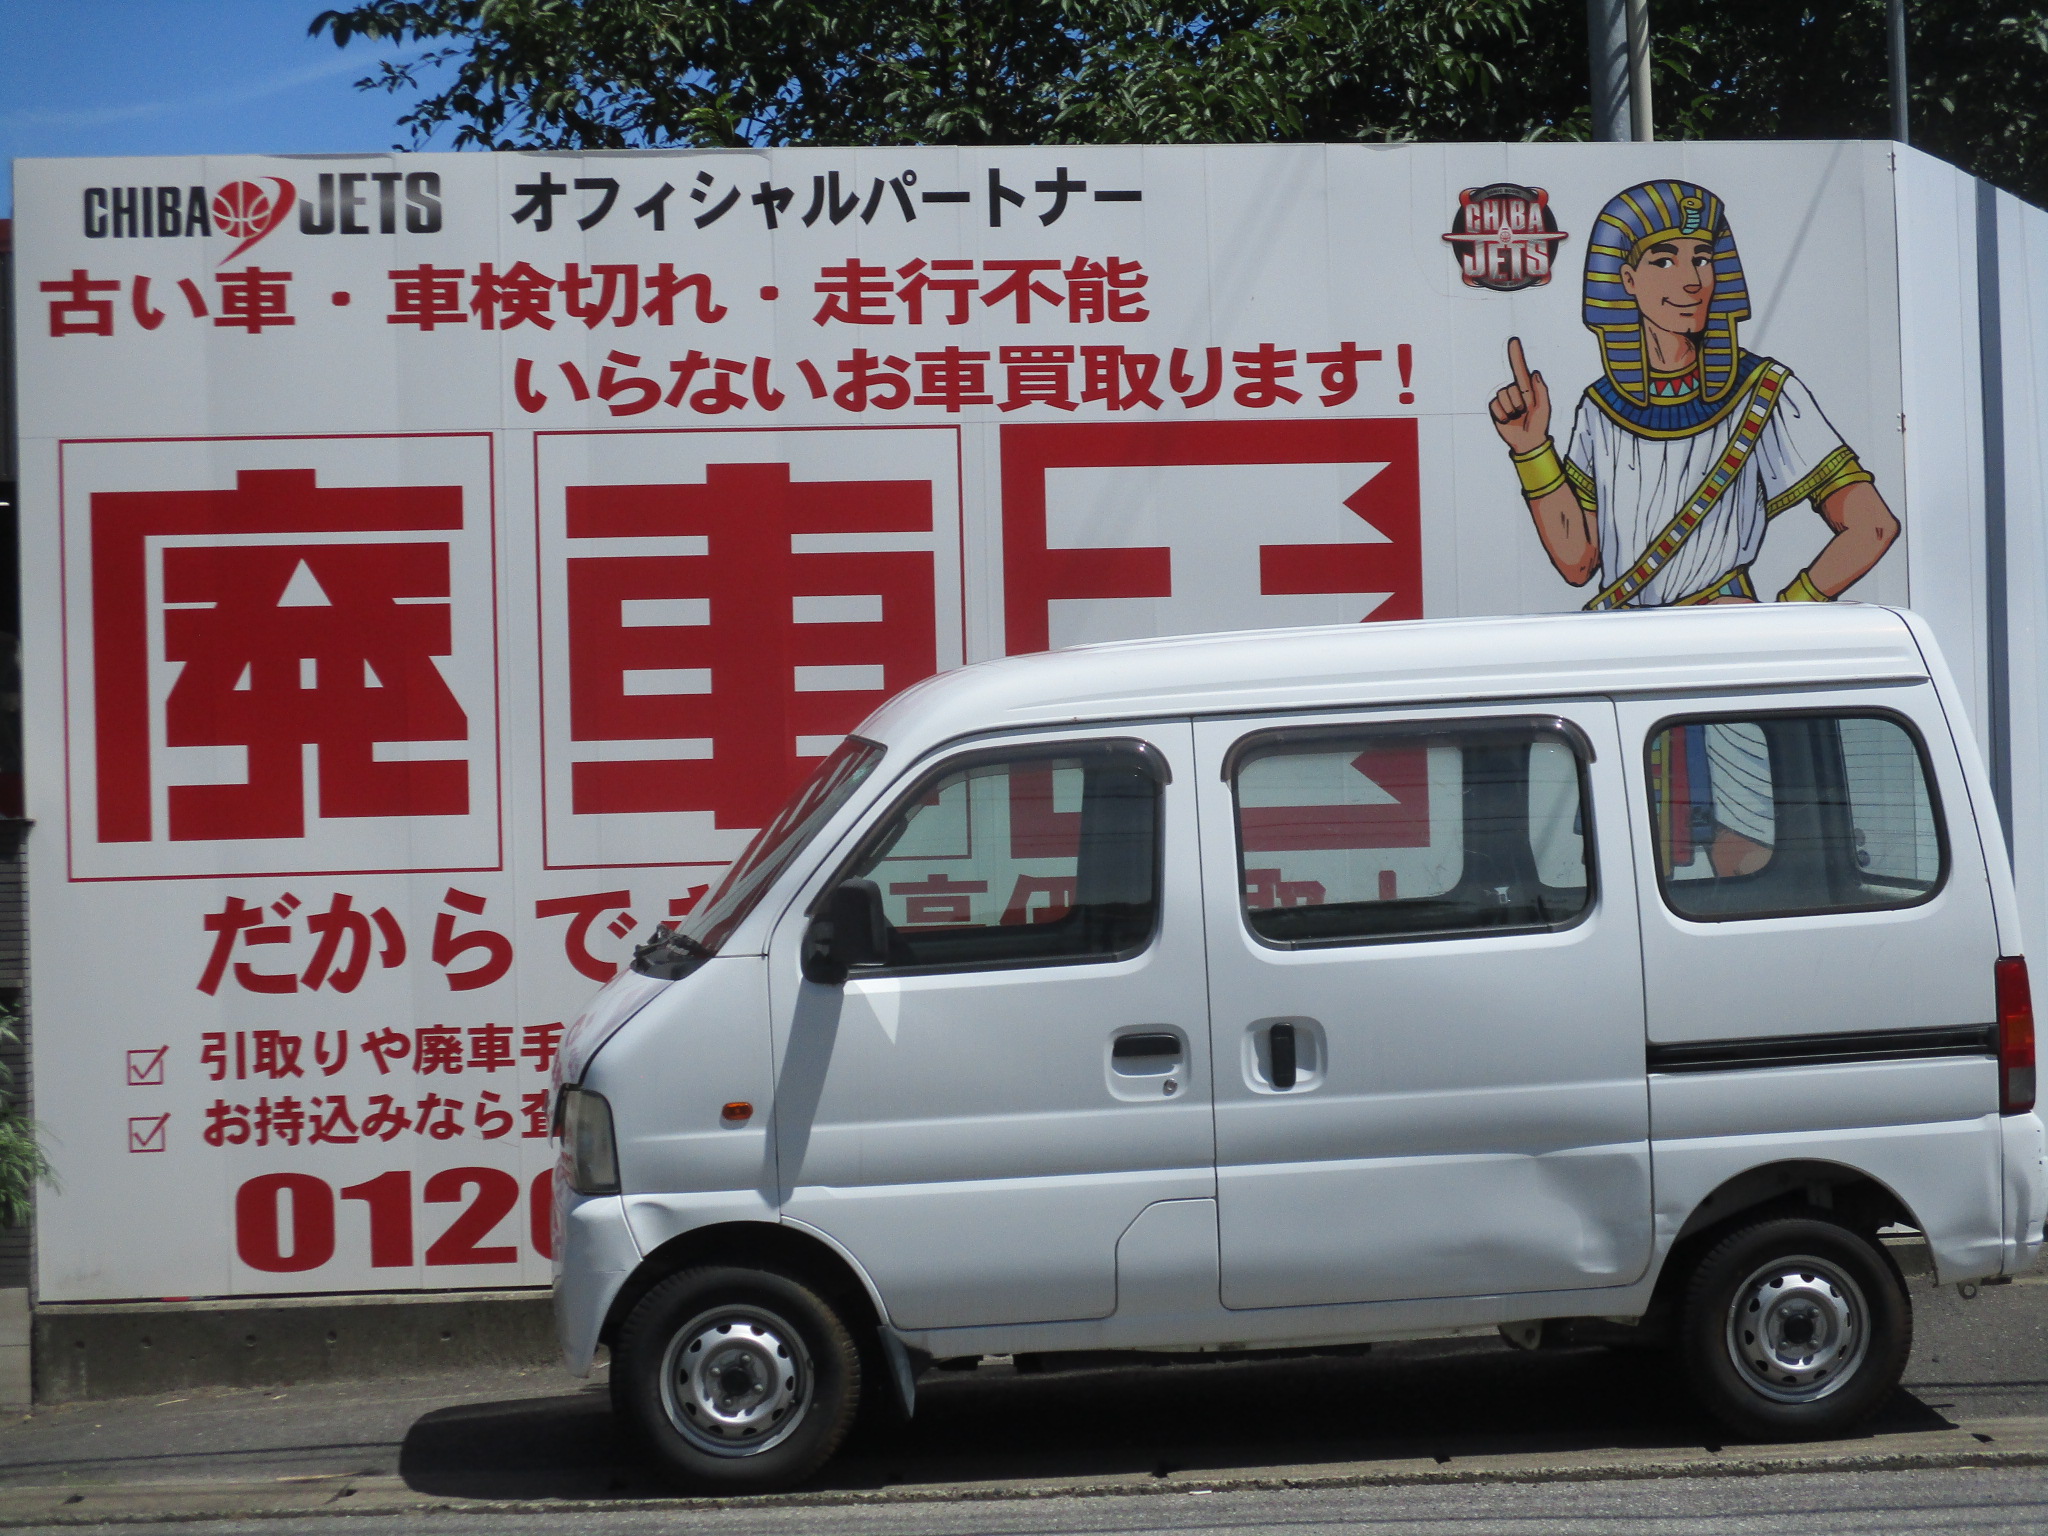 CHIBA JETS オフィシャルパートナー
CHIBA
JETS
古い車・車検切れ・走行不能
いらないお車買取ります!
廃車
だからで
引取りや廃車手
お持込みなら査
012